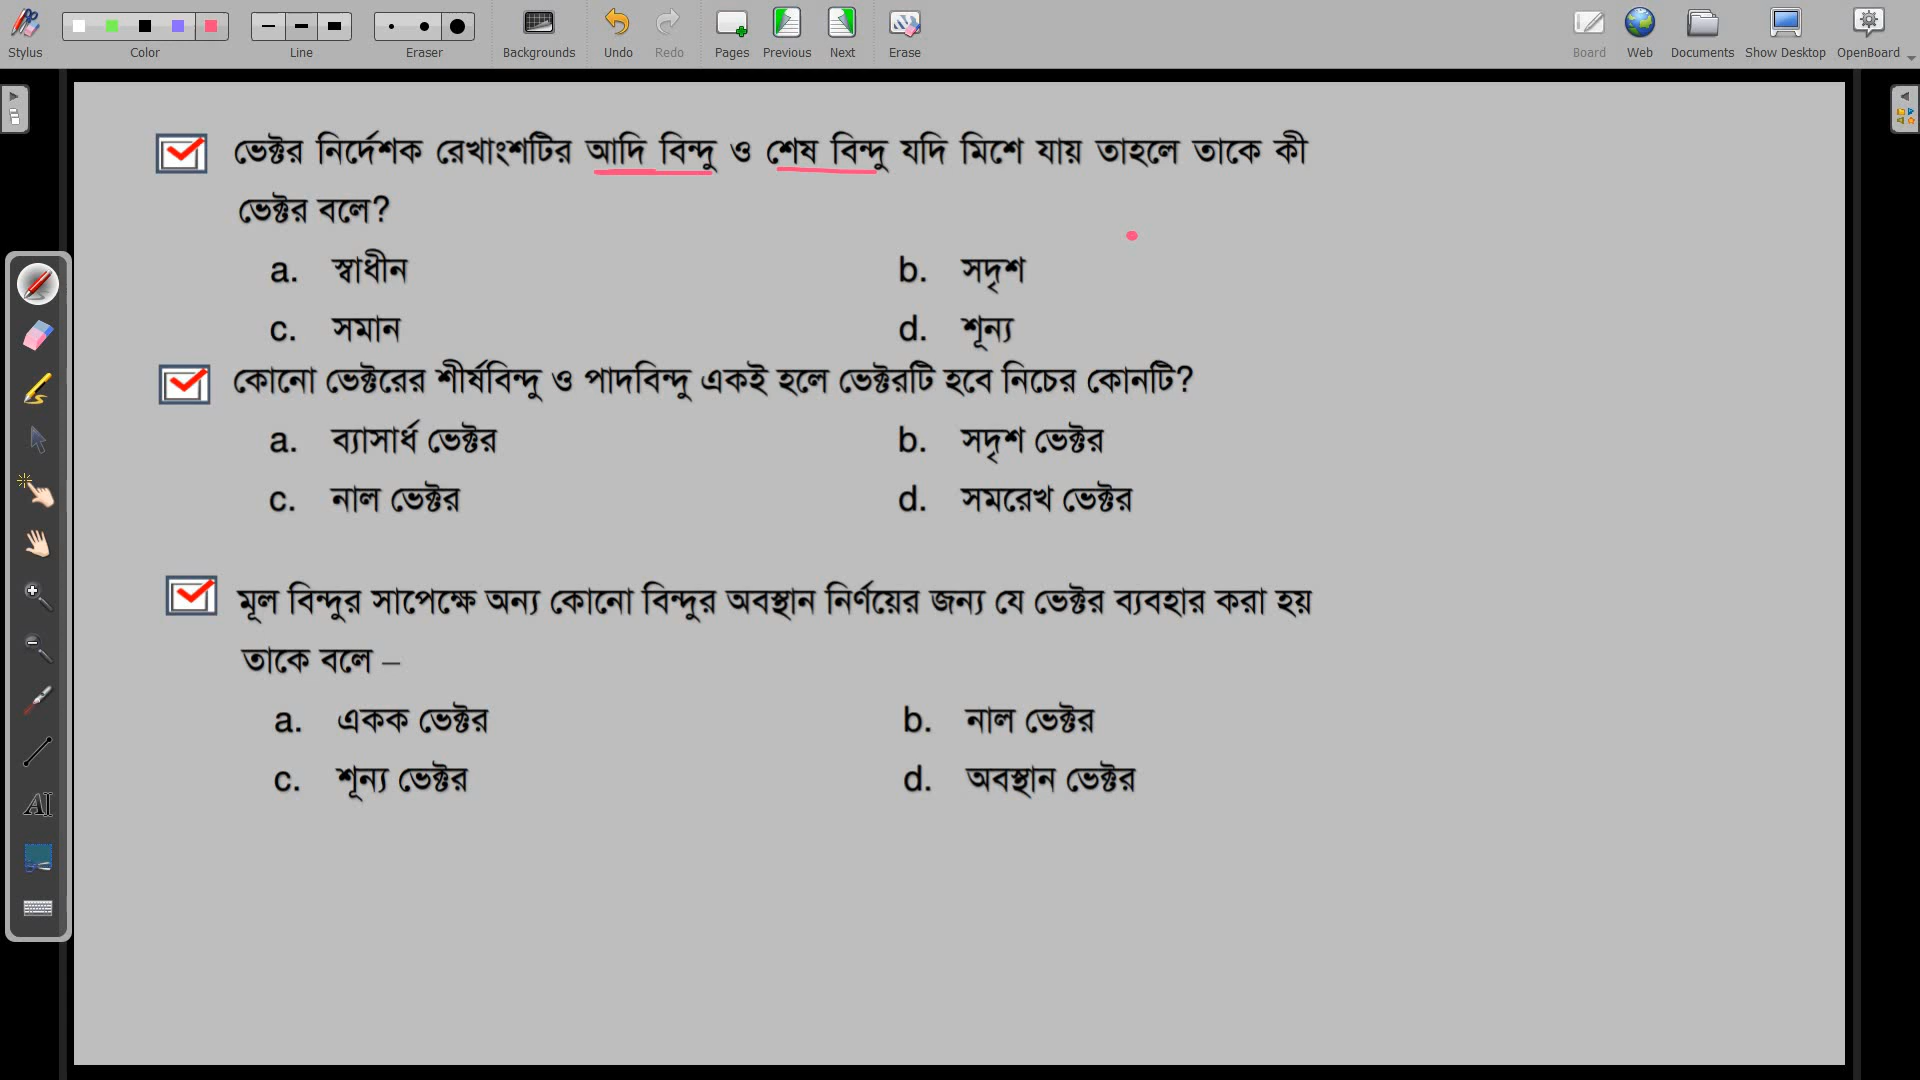 Stylus Color Line Eraser Backgrounds Undo Redo Pages Previous Next Erase Board Web Documents Show Desktop OpenBoard
ভেক্টর নির্দেশক রেখাংশটির আদি বিন্দু ও শেষ বিন্দু যদি মিশে যায় তাহলে তাকে কী
ভেক্টর বলে?
a. স্বাধীন b. সদৃশ
c. সমান d. শূন্য
কোনো ভেক্টরের শীর্ষবিন্দু ও পাদবিন্দু একই হলে ভেক্টরটি হবে নিচের কোনটি?
a. ব্যাসার্ধ ভেক্টর b. সদৃশ ভেক্টর
c. নাল ভেক্টর d. সমরেখ ভেক্টর
মূল বিন্দুর সাপেক্ষে অন্য কোনো বিন্দুর অবস্থান নির্ণয়ের জন্য যে ভেক্টর ব্যবহার করা হয়
তাকে বলে –
a. একক ভেক্টর b. নাল ভেক্টর
c. শূন্য ভেক্টর d. অবস্থান ভেক্টর